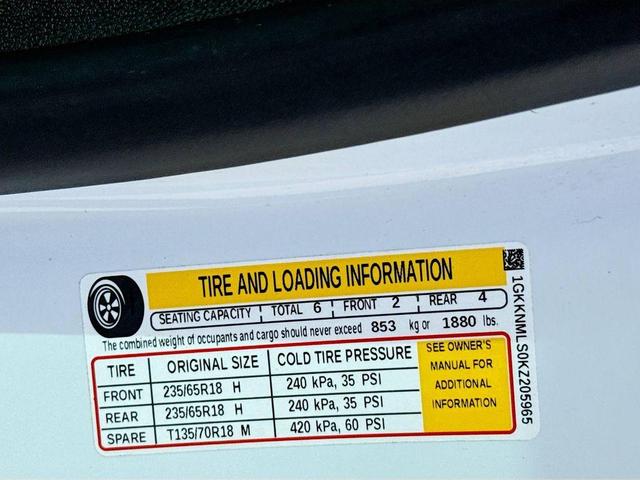 TIRE AND LOADING INFORMATION
SEATING CAPACITY TOTAL 6 FRONT 2 REAR 4
The combined weight of occupants and cargo should never exceed 853 kg or 1880 lbs.
TIRE ORIGINAL SIZE COLD TIRE PRESSURE
FRONT 235/65R18 H 240 kPa, 35 PSI
REAR 235/65R18 H 240 kPa, 35 PSI
SPARE T135/70R18 M 420 kPa, 60 PSI
SEE OWNER'S
MANUAL FOR
ADDITIONAL
INFORMATION
1GKKNMLS0KZ205965